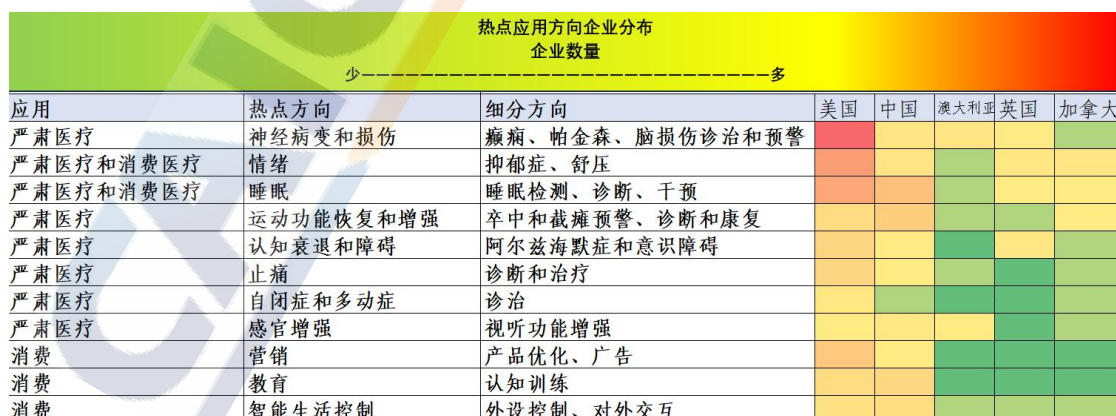 热点应用方向企业分布
企业数量
少——————————————————————————————多
应用 热点方向 细分方向 美国 中国 澳大利亚 英国 加拿大
严肃医疗 神经病变和损伤 癫痫、帕金森、脑损伤诊治和预警
严肃医疗和消费医疗 情绪 抑郁症、舒压
严肃医疗和消费医疗 睡眠 睡眠检测、诊断、干预
严肃医疗 运动功能恢复和增强 卒中和截瘫预警、诊断和康复
严肃医疗 认知衰退和障碍 阿尔兹海默症和意识障碍
严肃医疗 止痛 诊断和治疗
严肃医疗 自闭症和多动症 诊治
严肃医疗 感官增强 视听功能增强
消费 营销 产品优化、广告
消费 教育 认知训练
消费 智能生活控制 外设控制、对外交互